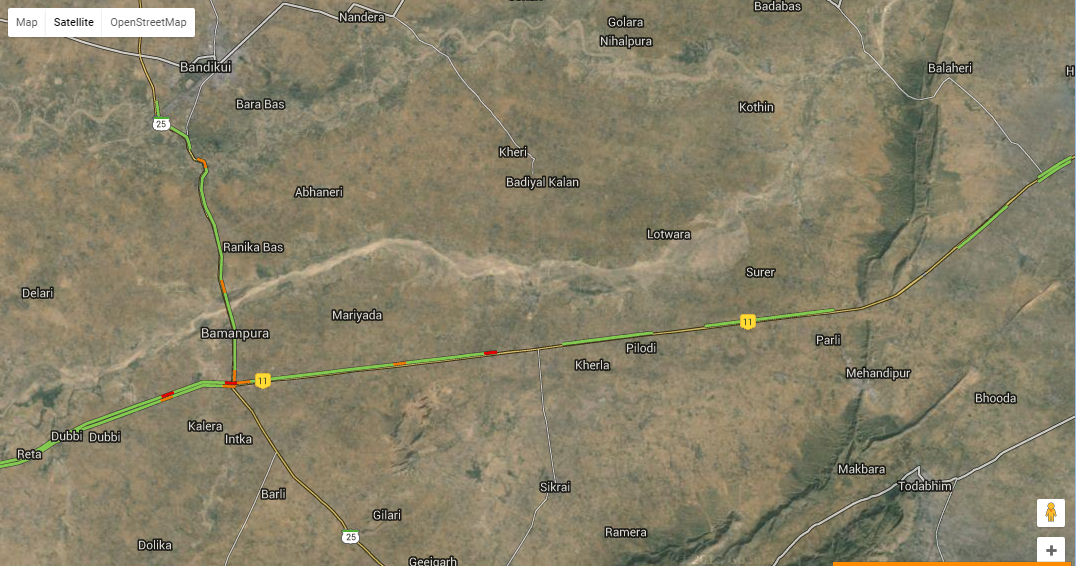 Map
Satellite
OpenStreetMap
Nandera
Badabas
Golara
Nihalpura
Bandikui
Balaheri
H
Bara Bas
Kothin
25
Kheri
Badiyal Kalan
Abhaneri
Lotwara
Ranika Bas
Surer
Delari
Mariyada
11
Bamanpura
Parli
Pilodi
Kherla
Mehandipur
11
Bhooda
Kalera
Dubbi
Dubbi
Intka
Reta
Makbara
Todabhim
Sikrai
Barli
Gilari
Ramera
25
Dolika
Geejgarh
+